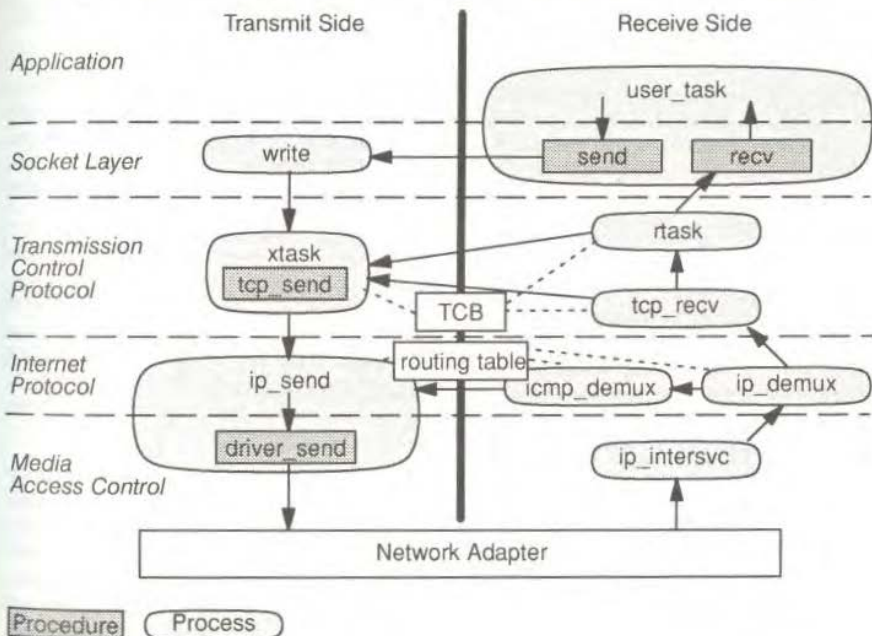 Transmit Side
Receive Side
Application
user_task
Socket Layer
write
send
recv
Transmission
Control
Protocol
xtask
tcp_send
rtask
TCB
tcp_recv
Internet
Protocol
routing table
ip_send
icmp_demux
ip_demux
driver_send
Media
Access Control
ip_intersvc
Network Adapter
Procedure
Process